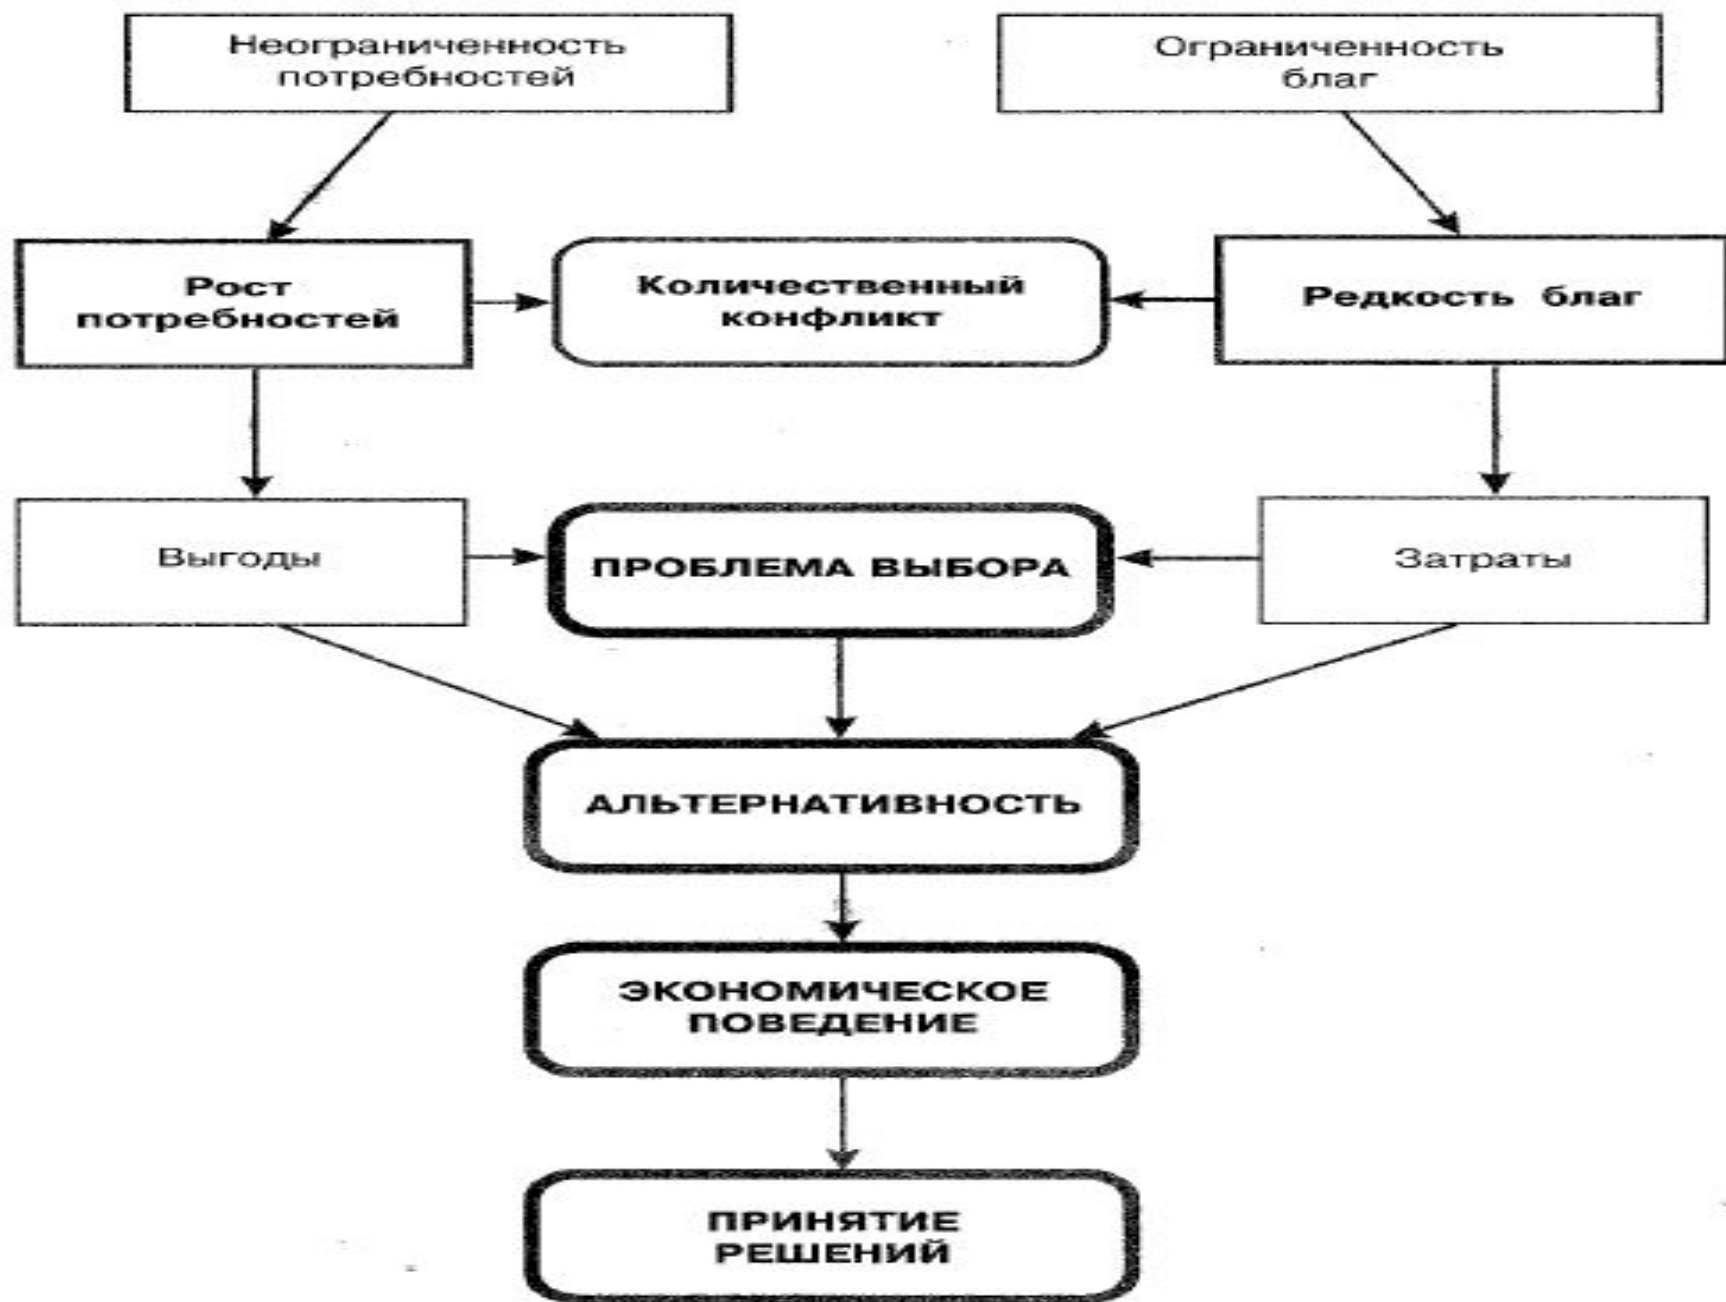 Неограниченность
потребностей
Ограниченность
благ
Рост
потребностей
Количественный
конфликт
Редкость благ
Выгоды
ПРОБЛЕМА ВЫБОРА
Затраты
АЛЬТЕРНАТИВНОСТЬ
ЭКОНОМИЧЕСКОЕ
ПОВЕДЕНИЕ
ПРИНЯТИЕ
РЕШЕНИЙ